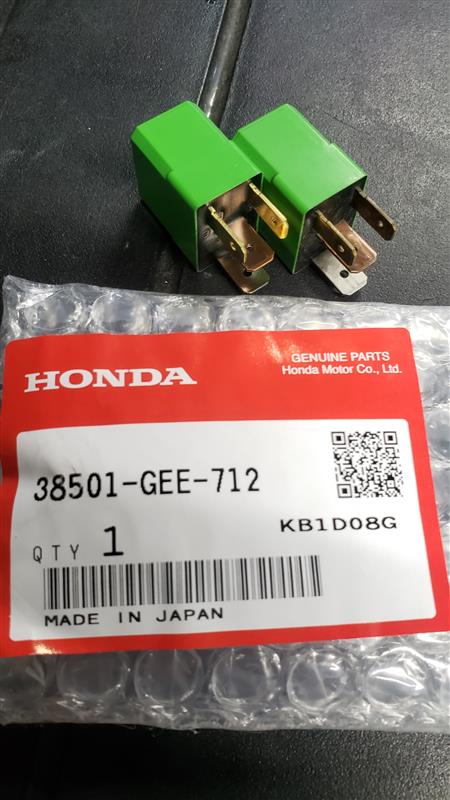 HONDA
GENUINE PARTS
Honda Motor Co., Ltd.
38501-GEE-712
KB1D08G
QTY 1
MADE IN JAPAN